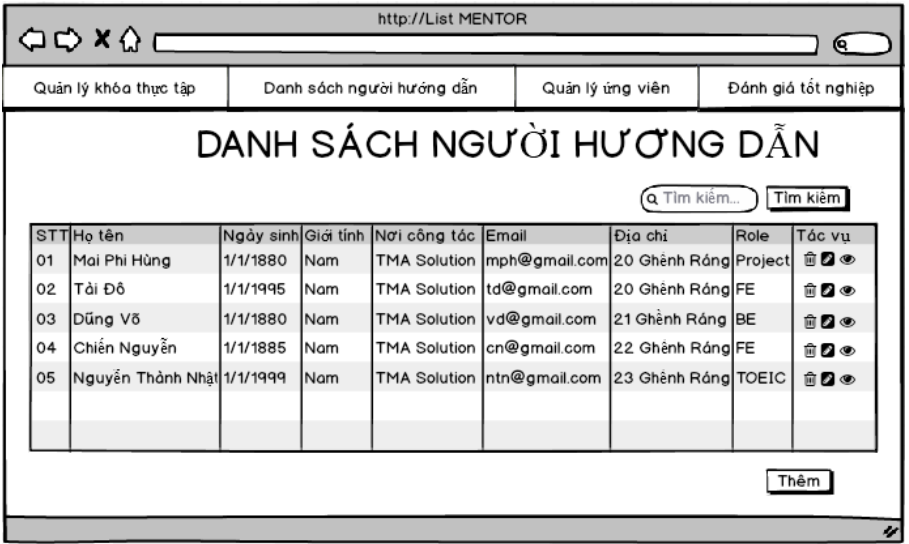 http://List MENTOR
Quản lý khóa thực tập Danh sách người hướng dẫn Quản lý ứng viên Đánh giá tốt nghiệp
DANH SÁCH NGƯỜI HƯỚNG DẪN
Tìm kiếm... Tìm kiếm
STT Họ tên Ngày sinh Giới tính Nơi công tác Email Địa chỉ Role Tác vụ
01 Mai Phi Hùng 1/1/1880 Nam TMA Solution mph@gmail.com 20 Ghềnh Ráng Project
02 Tài Đô 1/1/1995 Nam TMA Solution td@gmail.com 20 Ghềnh Ráng FE
03 Dũng Võ 1/1/1880 Nam TMA Solution vd@gmail.com 21 Ghềnh Ráng BE
04 Chiến Nguyễn 1/1/1885 Nam TMA Solution cn@gmail.com 22 Ghềnh Ráng FE
05 Nguyễn Thành Nhật 1/1/1999 Nam TMA Solution ntn@gmail.com 23 Ghềnh Ráng TOEIC
Thêm